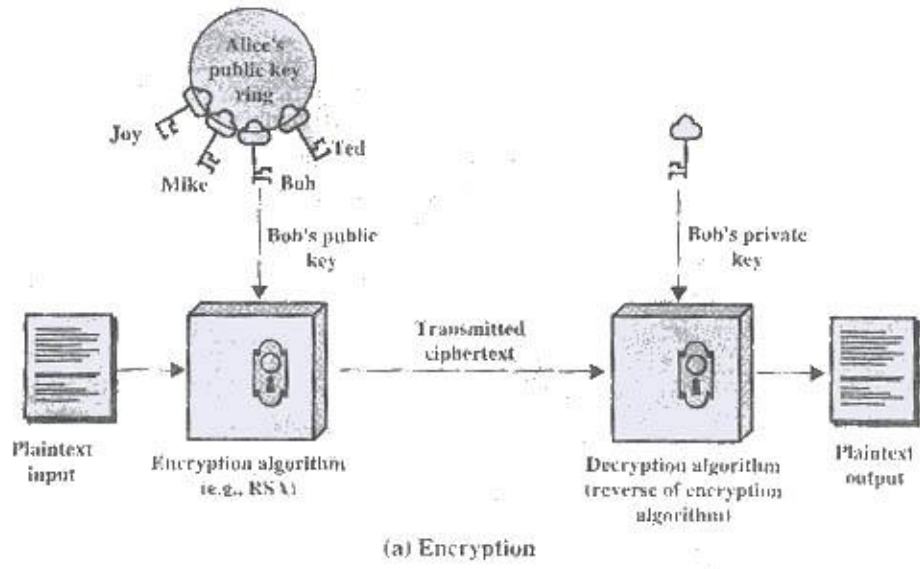 Alice's
public key
ring
Joy
Mike
Bob
Ted
Bob's public
key
Bob's private
key
Transmitted
ciphertext
Plaintext
input
Encryption algorithm
(e.g., RSA)
Decryption algorithm
(reverse of encryption
algorithm)
Plaintext
output
(a) Encryption